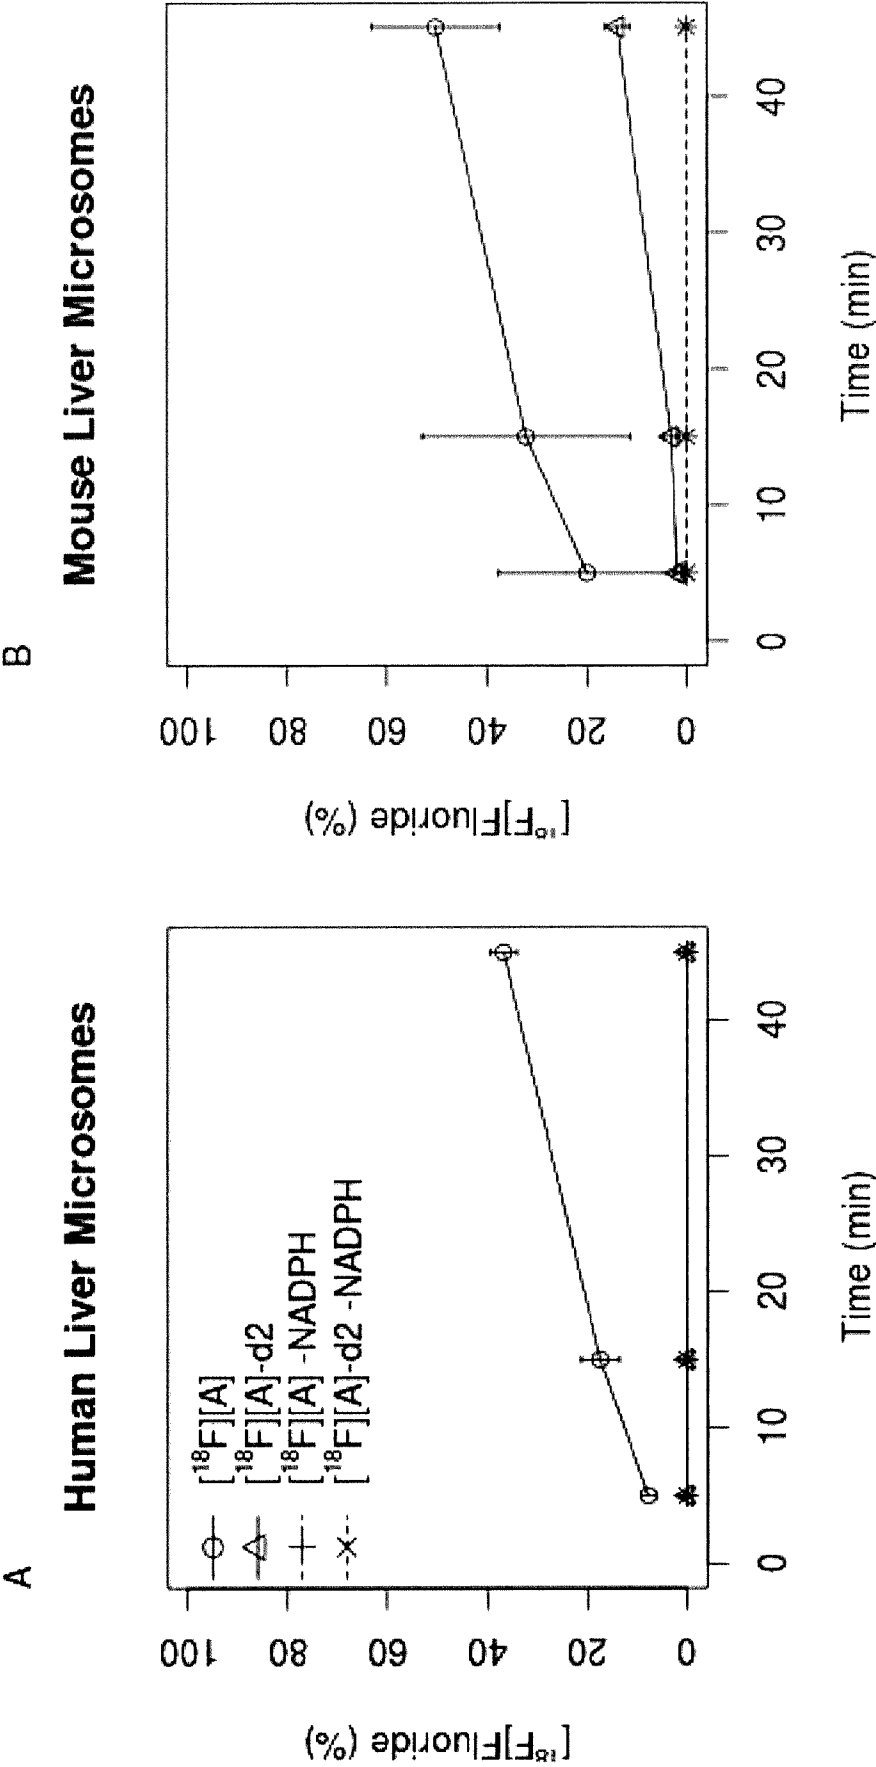 A
Human Liver Microsomes
[18F][A]
[18F][A]-d2
[18F][A] -NADPH
[18F][A]-d2 -NADPH
[18F]Fluoride (%)
100
80
60
40
20
0
0 10 20 30 40
Time (min)
B
Mouse Liver Microsomes
[18F]Fluoride (%)
100
80
60
40
20
0
0 10 20 30 40
Time (min)